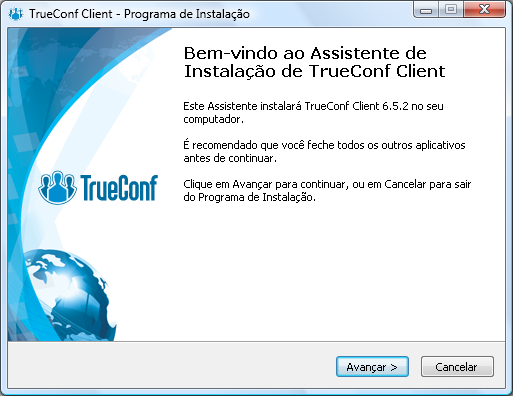 TrueConf Client - Programa de Instalação
Bem-vindo ao Assistente de
Instalação de TrueConf Client
Este Assistente instalará TrueConf Client 6.5.2 no seu
computador.
É recomendado que você feche todos os outros aplicativos
antes de continuar.
Clique em Avançar para continuar, ou em Cancelar para sair
do Programa de Instalação.
TrueConf
Avançar >
Cancelar